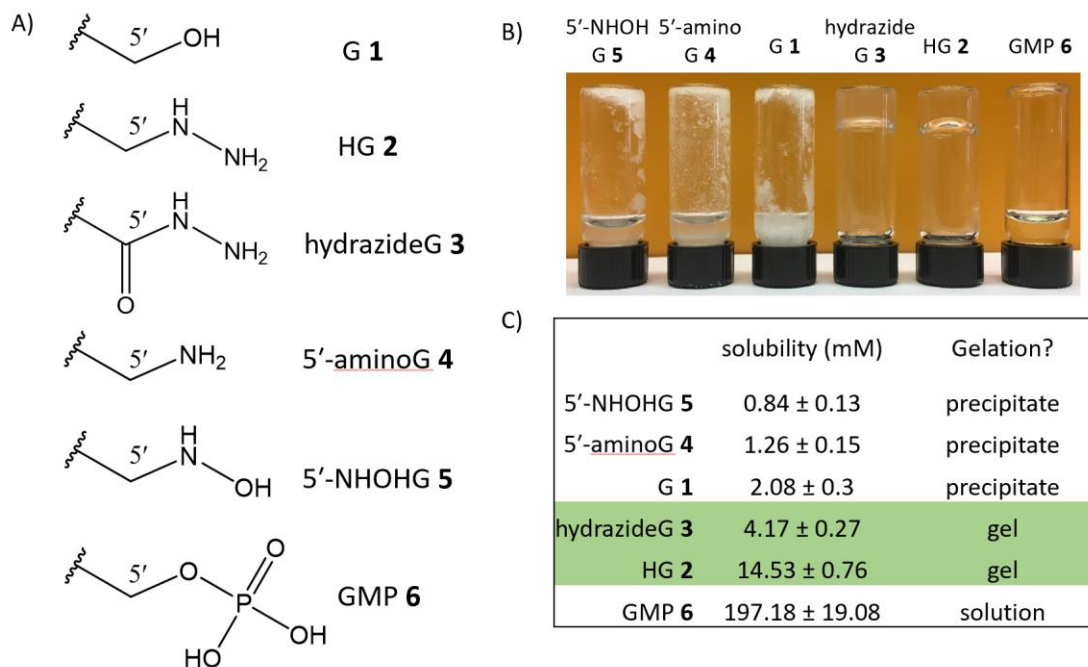 A)
5′
OH
G 1
5′
H
N
NH2
HG 2
5′
H
N
NH2
O
hydrazideG 3
5′
NH2
5′-aminoG 4
5′
H
N
OH
5′-NHOHG 5
5′
O
O
P
OH
HO
GMP 6
B)
5′-NHOH 5′-amino hydrazide
G 5 G 4 G 1 G 3 HG 2 GMP 6
C)
solubility (mM) Gelation?
5′-NHOHG 5 0.84 ± 0.13 precipitate
5′-aminoG 4 1.26 ± 0.15 precipitate
G 1 2.08 ± 0.3 precipitate
hydrazideG 3 4.17 ± 0.27 gel
HG 2 14.53 ± 0.76 gel
GMP 6 197.18 ± 19.08 solution